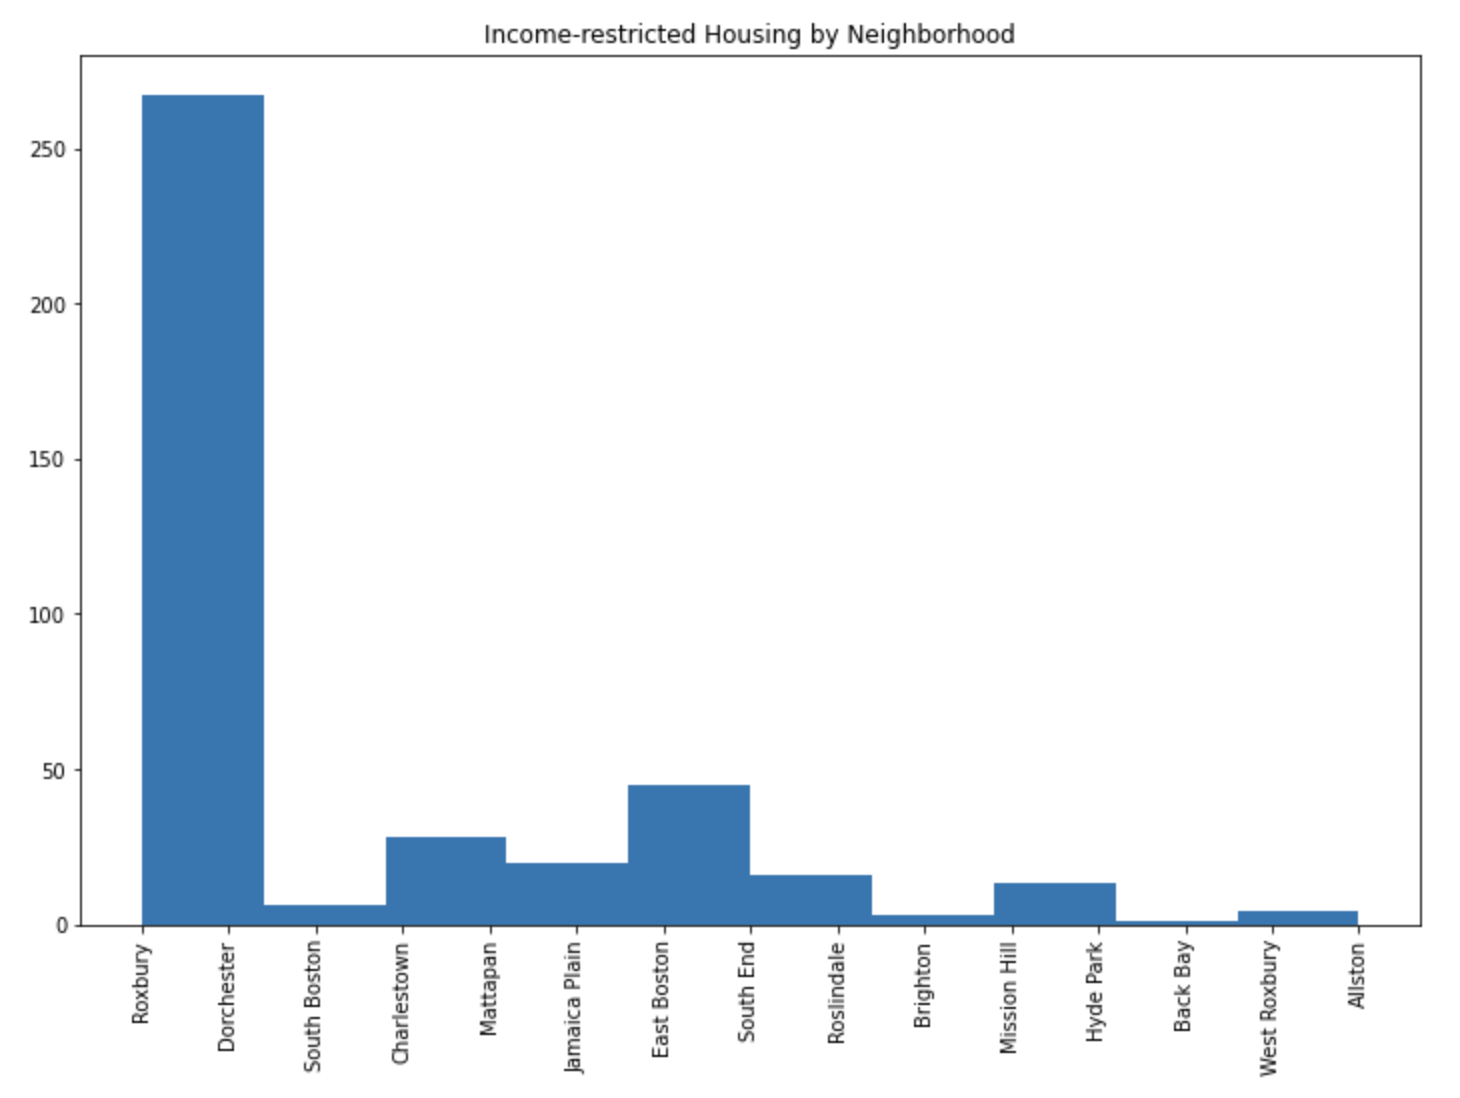 Income-restricted Housing by Neighborhood
250
200
150
100
50
0
Roxbury
Dorchester
South Boston
Charlestown
Mattapan
Jamaica Plain
East Boston
South End
Roslindale
Brighton
Mission Hill
Hyde Park
Back Bay
West Roxbury
Allston